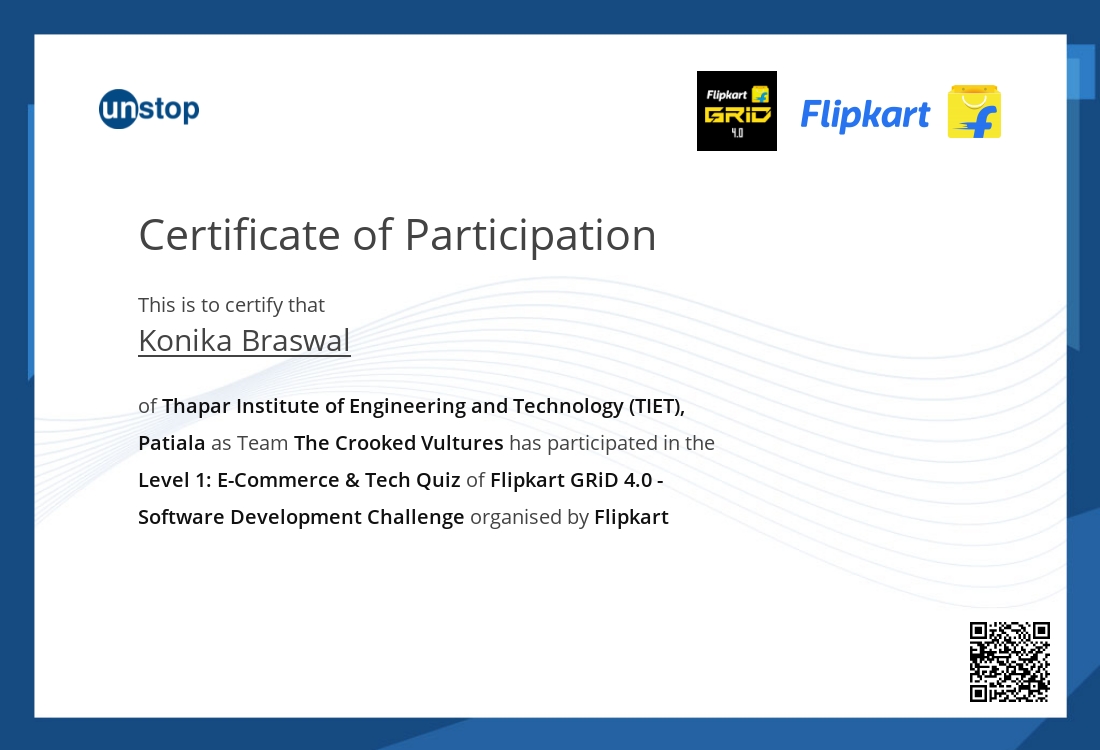 unstop
Flipkart
GRiD
4.0
Flipkart
Certificate of Participation
This is to certify that
Konika Braswal
of Thapar Institute of Engineering and Technology (TIET),
Patiala as Team The Crooked Vultures has participated in the
Level 1: E-Commerce & Tech Quiz of Flipkart GRiD 4.0 -
Software Development Challenge organised by Flipkart